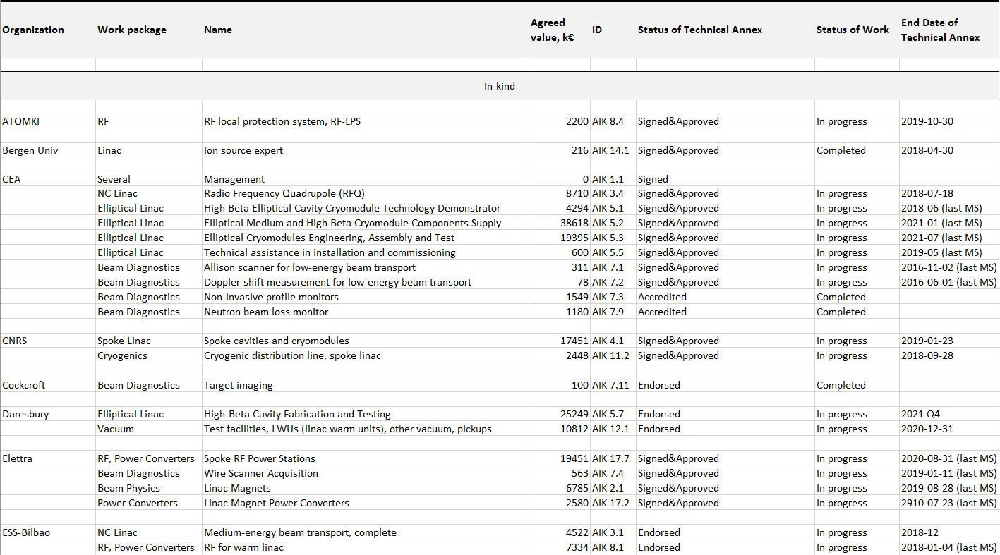 Organization Work package Name Agreed value, k€ ID Status of Technical Annex Status of Work End Date of Technical Annex
In-kind
ATOMKI RF RF local protection system, RF-LPS 2200 AIK 8.4 Signed&Approved In progress 2019-10-30
Bergen Univ Linac Ion source expert 216 AIK 14.1 Signed&Approved Completed 2018-04-30
CEA Several Management 0 AIK 1.1 Signed
NC Linac Radio Frequency Quadrupole (RFQ) 8710 AIK 3.4 Signed&Approved In progress 2018-07-18
Elliptical Linac High Beta Elliptical Cavity Cryomodule Technology Demonstrator 4294 AIK 5.1 Signed&Approved In progress 2018-06 (last MS)
Elliptical Linac Elliptical Medium and High Beta Cryomodule Components Supply 38618 AIK 5.2 Signed&Approved In progress 2021-01 (last MS)
Elliptical Linac Elliptical Cryomodules Engineering, Assembly and Test 19395 AIK 5.3 Signed&Approved In progress 2021-07 (last MS)
Elliptical Linac Technical assistance in installation and commissioning 600 AIK 5.5 Signed&Approved In progress 2019-05 (last MS)
Beam Diagnostics Allison scanner for low-energy beam transport 311 AIK 7.1 Signed&Approved In progress 2016-11-02 (last MS)
Beam Diagnostics Doppler-shift measurement for low-energy beam transport 78 AIK 7.2 Signed&Approved In progress 2016-06-01 (last MS)
Beam Diagnostics Non-invasive profile monitors 1549 AIK 7.3 Accredited Completed
Beam Diagnostics Neutron beam loss monitor 1180 AIK 7.9 Accredited Completed
CNRS Spoke Linac Spoke cavities and cryomodules 17451 AIK 4.1 Signed&Approved In progress 2019-01-23
Cryogenics Cryogenic distribution line, spoke linac 2448 AIK 11.2 Signed&Approved In progress 2018-09-28
Cockcroft Beam Diagnostics Target imaging 100 AIK 7.11 Endorsed Completed
Daresbury Elliptical Linac High-Beta Cavity Fabrication and Testing 25249 AIK 5.7 Endorsed In progress 2021 Q4
Vacuum Test facilities, LWUs (linac warm units), other vacuum, pickups 10812 AIK 12.1 Endorsed In progress 2020-12-31
Elettra RF, Power Converters Spoke RF Power Stations 19451 AIK 17.7 Signed&Approved In progress 2020-08-31 (last MS)
Beam Diagnostics Wire Scanner Acquisition 563 AIK 7.4 Signed&Approved In progress 2019-01-11 (last MS)
Beam Physics Linac Magnets 6785 AIK 2.1 Signed&Approved In progress 2019-08-28 (last MS)
Power Converters Linac Magnet Power Converters 2580 AIK 17.2 Signed&Approved In progress 2910-07-23 (last MS)
ESS-Bilbao NC Linac Medium-energy beam transport, complete 4522 AIK 3.1 Endorsed In progress 2018-12
RF, Power Converters RF for warm linac 7334 AIK 8.1 Endorsed In progress 2018-01-04 (last MS)